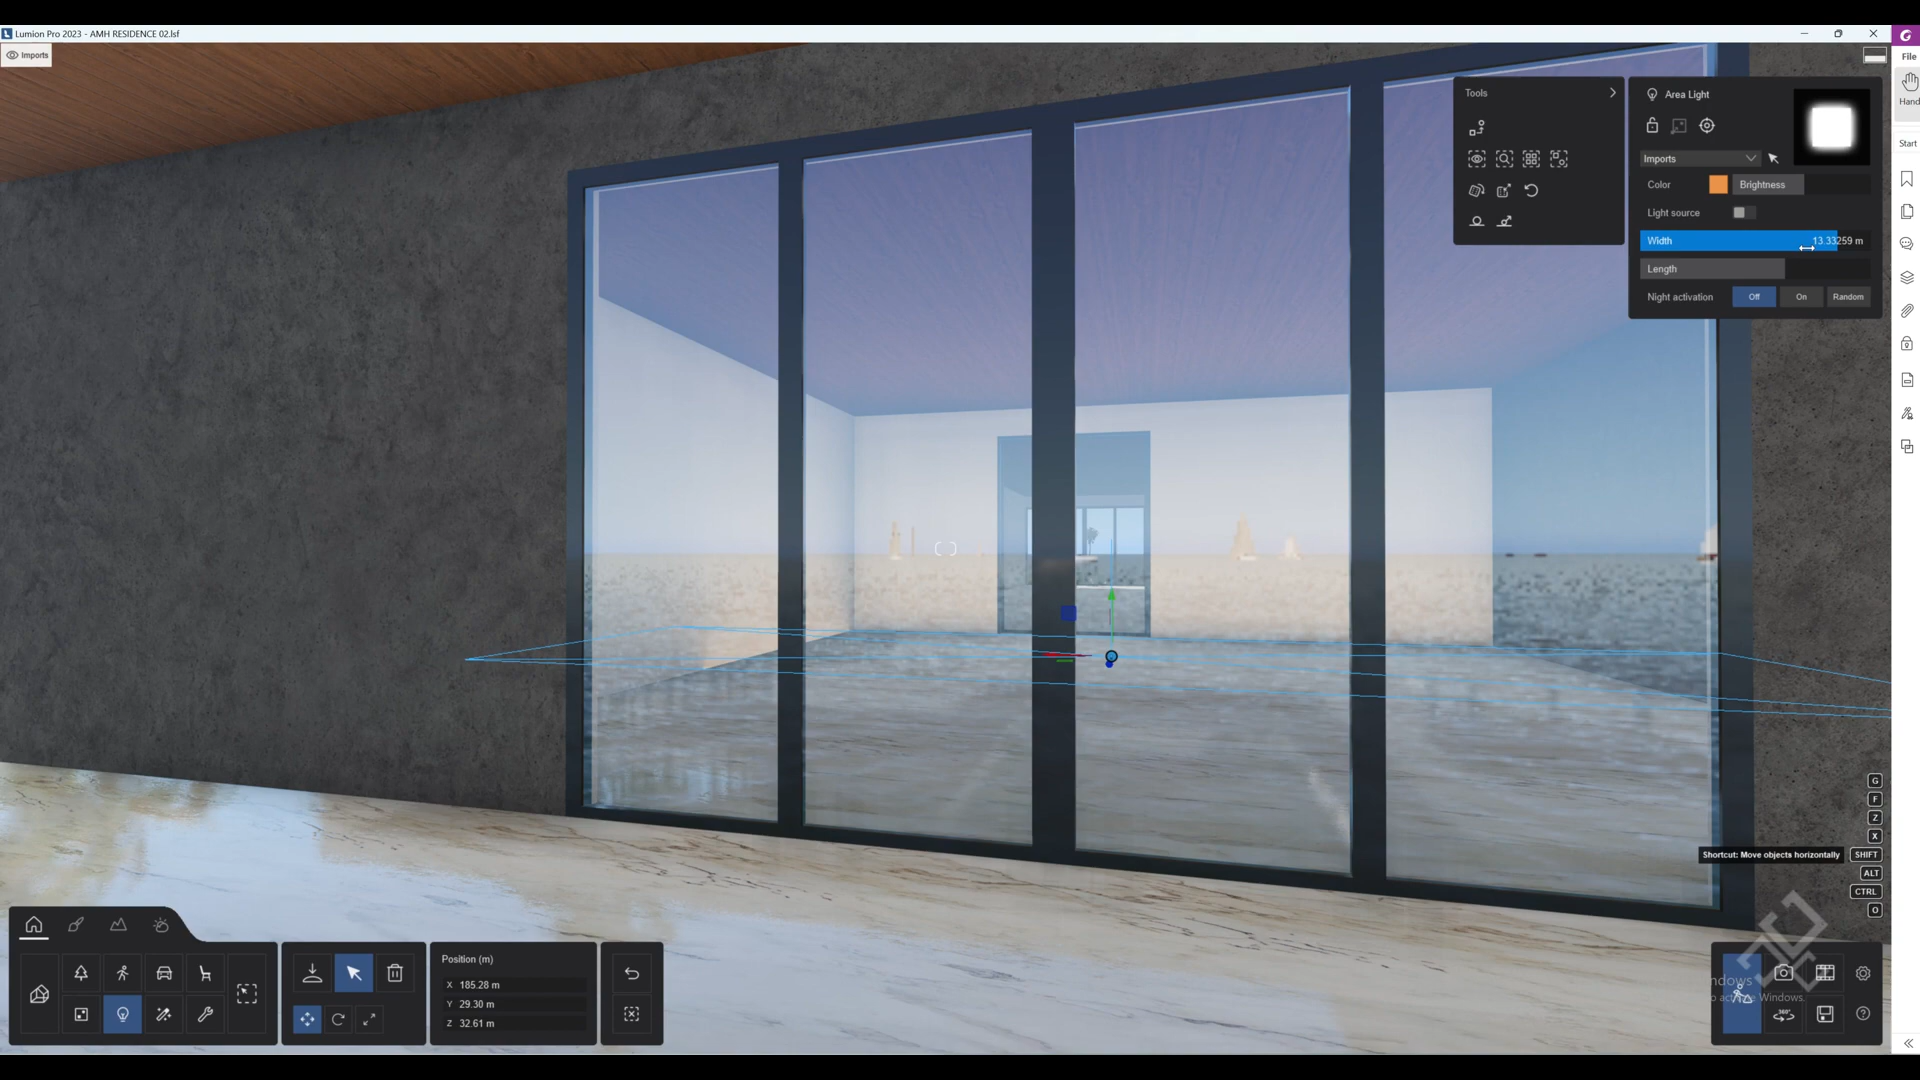 Lumion Pro 2023 - AMH RESIDENCE 02.lsf
Imports
File
Hand
Start
Tools
Area Light
Imports
Color
Brightness
Light source
Width 13.33259 m
Length
Night activation Off On Random
G
F
Z
X
Shortcut: Move objects horizontally SHIFT
ALT
CTRL
O
Position (m)
X 185.28 m
Y 29.30 m
Z 32.61 m
360°
Windows.